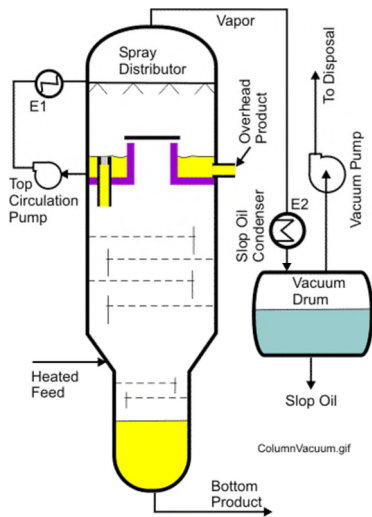 Vapor
Spray
Distributor
E1
Top
Circulation
Pump
Overhead
Product
To Disposal
Vacuum Pump
E2
Slop Oil
Condenser
Vacuum
Drum
Heated
Feed
Slop Oil
ColumnVacuum.gif
Bottom
Product